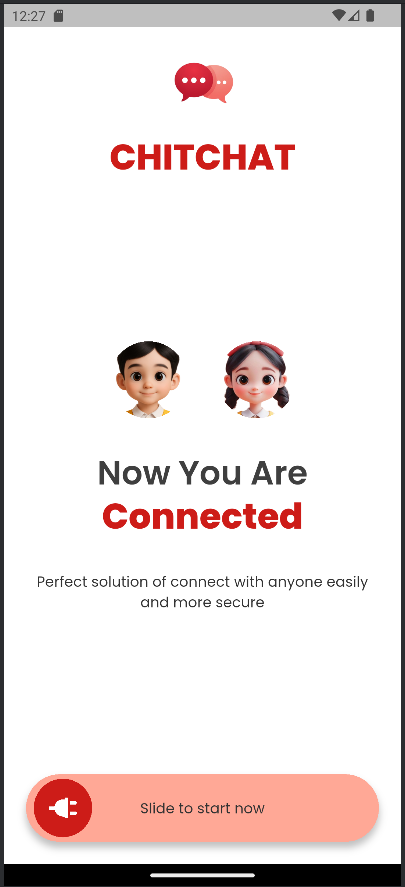 12:27
CHITCHAT
Now You Are
Connected
Perfect solution of connect with anyone easily
and more secure
Slide to start now